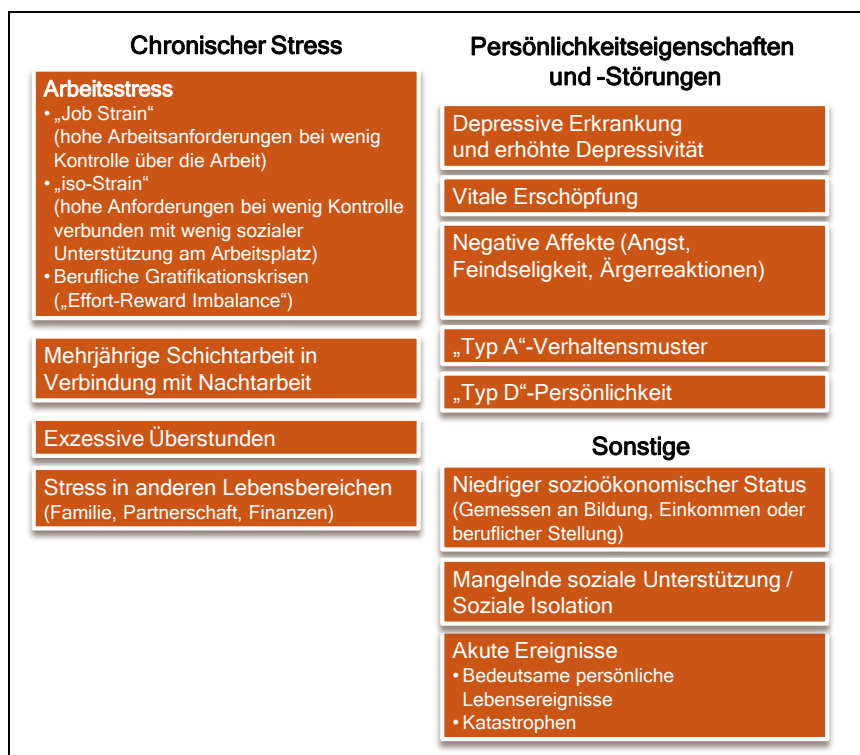 Chronischer Stress
Arbeitsstress
• „Job Strain“
(hohe Arbeitsanforderungen bei wenig
Kontrolle über die Arbeit)
• „iso-Strain“
(hohe Anforderungen bei wenig Kontrolle
verbunden mit wenig sozialer
Unterstützung am Arbeitsplatz)
• Berufliche Gratifikationskrisen
(„Effort-Reward Imbalance“)
Mehrjährige Schichtarbeit in
Verbindung mit Nachtarbeit
Exzessive Überstunden
Stress in anderen Lebensbereichen
(Familie, Partnerschaft, Finanzen)
Persönlichkeitseigenschaften
und -Störungen
Depressive Erkrankung
und erhöhte Depressivität
Vitale Erschöpfung
Negative Affekte (Angst,
Feindseligkeit, Ärgerreaktionen)
„Typ A“-Verhaltensmuster
„Typ D“-Persönlichkeit
Sonstige
Niedriger sozioökonomischer Status
(Gemessen an Bildung, Einkommen oder
beruflicher Stellung)
Mangelnde soziale Unterstützung /
Soziale Isolation
Akute Ereignisse
• Bedeutsame persönliche
Lebensereignisse
• Katastrophen